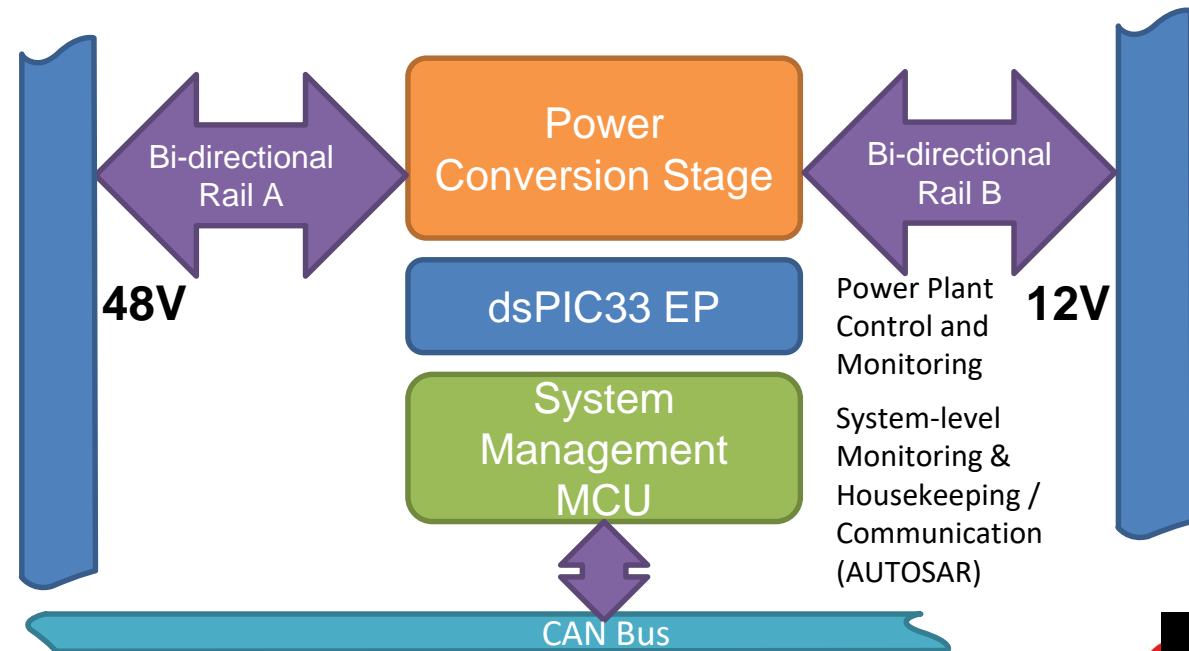 Power
Conversion Stage
Bi-directional
Rail A
Bi-directional
Rail B
48V
12V
dsPIC33 EP
Power Plant
Control and
Monitoring
System
Management
MCU
System-level
Monitoring &
Housekeeping /
Communication
(AUTOSAR)
CAN Bus